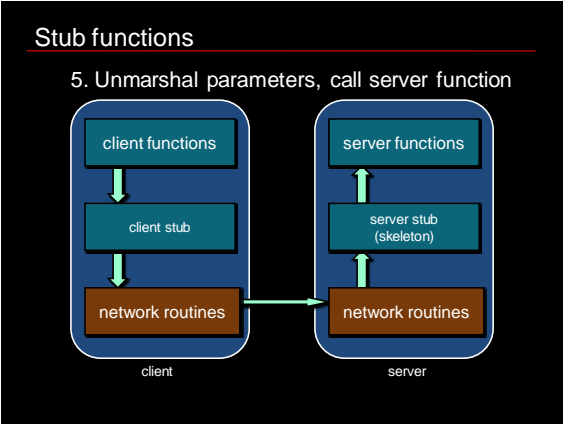 Stub functions
5. Unmarshal parameters, call server function
client functions
server functions
client stub
server stub
(skeleton)
network routines
network routines
client
server